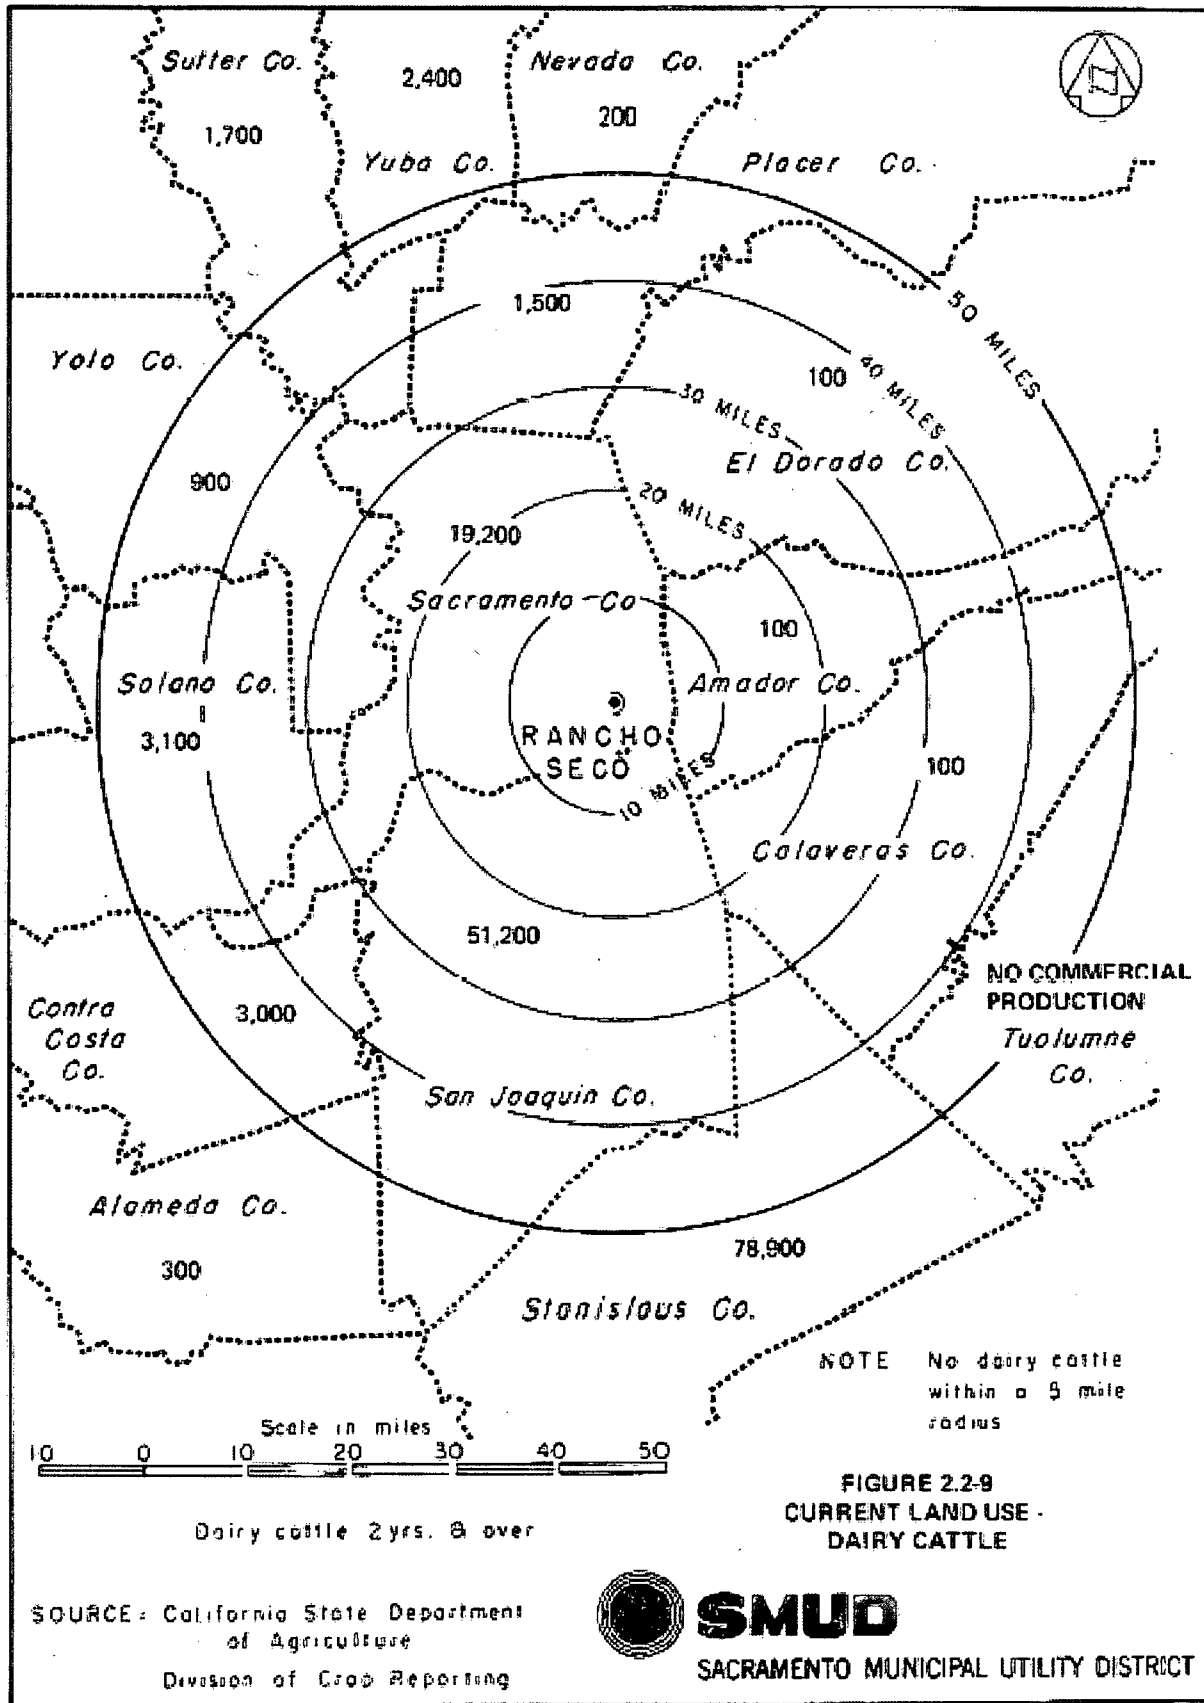 Sutter Co.
2,400
Nevada Co.
1,700
200
Yuba Co.
Placer Co.
1,500
50 MILES
Yolo Co.
100
40 MILES
30 MILES
El Dorado Co.
900
20 MILES
19,200
Sacramento Co
100
Solano Co.
Amador Co.
3,100
RANCHO
SECO
100
10 MILES
Calaveras Co.
51,200
NO COMMERCIAL
PRODUCTION
3,000
Contra
Costa
Co.
Tuolumne
Co.
San Joaquin Co.
Alameda Co.
78,900
300
Stanislaus Co.
NOTE No dairy cattle
within a 5 mile
radius
Scale in miles
10 0 10 20 30 40 50
FIGURE 2.2-9
CURRENT LAND USE -
DAIRY CATTLE
Dairy cattle 2yrs. & over
SOURCE: California State Department
of Agriculture
Division of Crop Reporting
SMUD
SACRAMENTO MUNICIPAL UTILITY DISTRICT